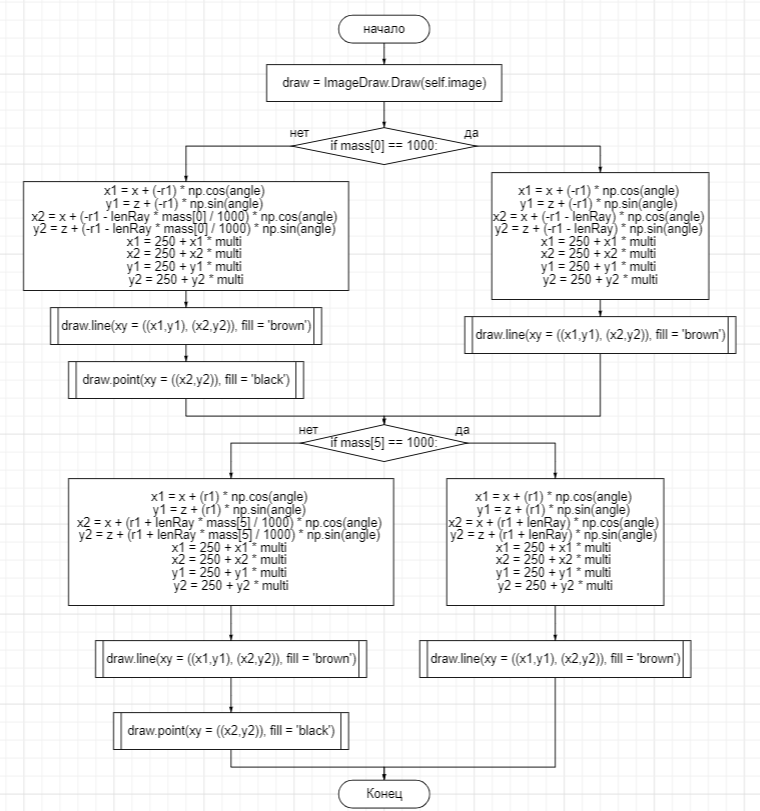 начало
draw = ImageDraw.Draw(self.image)
нет
да
if mass[0] == 1000:
x1 = x + (-r1) * np.cos(angle)
y1 = z + (-r1) * np.sin(angle)
x2 = x + (-r1 - lenRay * mass[0] / 1000) * np.cos(angle)
y2 = z + (-r1 - lenRay * mass[0] / 1000) * np.sin(angle)
x1 = 250 + x1 * multi
x2 = 250 + x2 * multi
y1 = 250 + y1 * multi
y2 = 250 + y2 * multi
x1 = x + (-r1) * np.cos(angle)
y1 = z + (-r1) * np.sin(angle)
x2 = x + (-r1 - lenRay) * np.cos(angle)
y2 = z + (-r1 - lenRay) * np.sin(angle)
x1 = 250 + x1 * multi
x2 = 250 + x2 * multi
y1 = 250 + y1 * multi
y2 = 250 + y2 * multi
draw.line(xy = ((x1,y1), (x2,y2)), fill = 'brown')
draw.line(xy = ((x1,y1), (x2,y2)), fill = 'brown')
draw.point(xy = ((x2,y2)), fill = 'black')
нет
да
if mass[5] == 1000:
x1 = x + (r1) * np.cos(angle)
y1 = z + (r1) * np.sin(angle)
x2 = x + (r1 + lenRay * mass[5] / 1000) * np.cos(angle)
y2 = z + (r1 + lenRay * mass[5] / 1000) * np.sin(angle)
x1 = 250 + x1 * multi
x2 = 250 + x2 * multi
y1 = 250 + y1 * multi
y2 = 250 + y2 * multi
x1 = x + (r1) * np.cos(angle)
y1 = z + (r1) * np.sin(angle)
x2 = x + (r1 + lenRay) * np.cos(angle)
y2 = z + (r1 + lenRay) * np.sin(angle)
x1 = 250 + x1 * multi
x2 = 250 + x2 * multi
y1 = 250 + y1 * multi
y2 = 250 + y2 * multi
draw.line(xy = ((x1,y1), (x2,y2)), fill = 'brown')
draw.line(xy = ((x1,y1), (x2,y2)), fill = 'brown')
draw.point(xy = ((x2,y2)), fill = 'black')
Конец